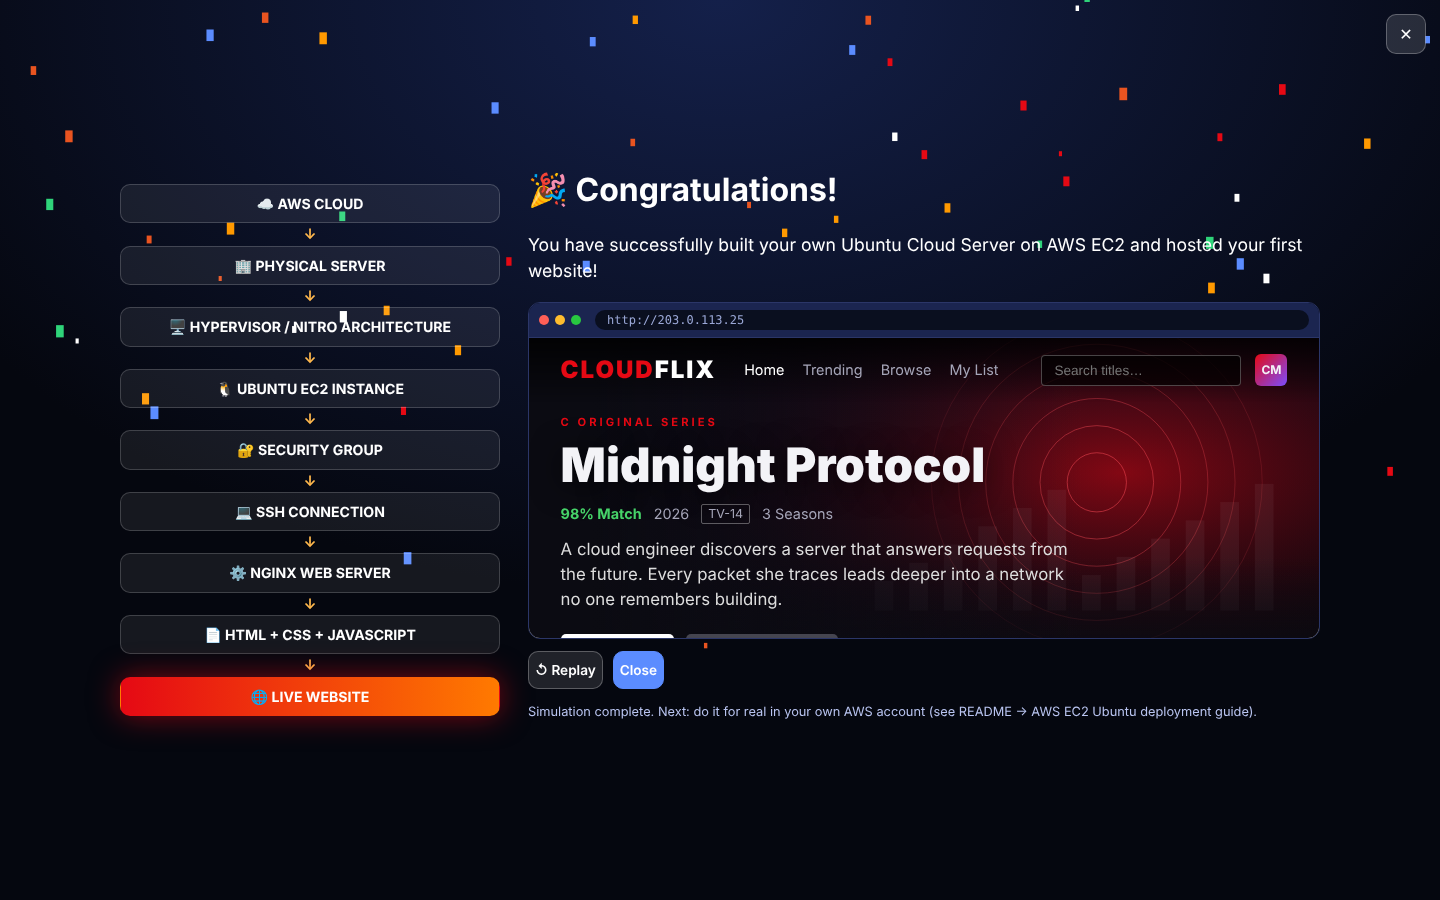 ✕
AWS CLOUD
PHYSICAL SERVER
HYPERVISOR / NITRO ARCHITECTURE
UBUNTU EC2 INSTANCE
SECURITY GROUP
SSH CONNECTION
NGINX WEB SERVER
HTML + CSS + JAVASCRIPT
LIVE WEBSITE
🎉 Congratulations!
You have successfully built your own Ubuntu Cloud Server on AWS EC2 and hosted your first
website!
http://203.0.113.25
CLOUDFLIX Home Trending Browse My List Search titles... CM
C ORIGINAL SERIES
Midnight Protocol
98% Match 2026 TV-14 3 Seasons
A cloud engineer discovers a server that answers requests from
the future. Every packet she traces leads deeper into a network
no one remembers building.
↺ Replay Close
Simulation complete. Next: do it for real in your own AWS account (see README → AWS EC2 Ubuntu deployment guide).